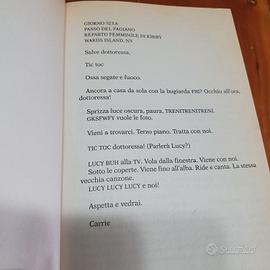 GIORNO SERA
PASSO DEL FAGIANO
REPARTO FEMMINILE DI KIRBY
WARDS ISLAND, NY
Salve dottoressa,
Tic toc
Ossa segate e fuoco.
Ancora a casa da sola con la bugiarda FBI? Occhio all'ora,
dottoressa!
Sprizza luce oscura, paura, TRENITRENITRENI.
GKSFWFY vuole le foto.
Vieni a trovarci. Terzo piano. Tratta con noi.
TIC TOC dottoressa! (Parlerà Lucy?)
LUCY BUH alla TV. Vola dalla finestra. Viene con noi.
Sotto le coperte. Viene fino all'alba. Ride e canta. La stessa
vecchia canzone.
LUCY LUCY LUCY e noi!
Aspetta e vedrai.
Carrie
subito